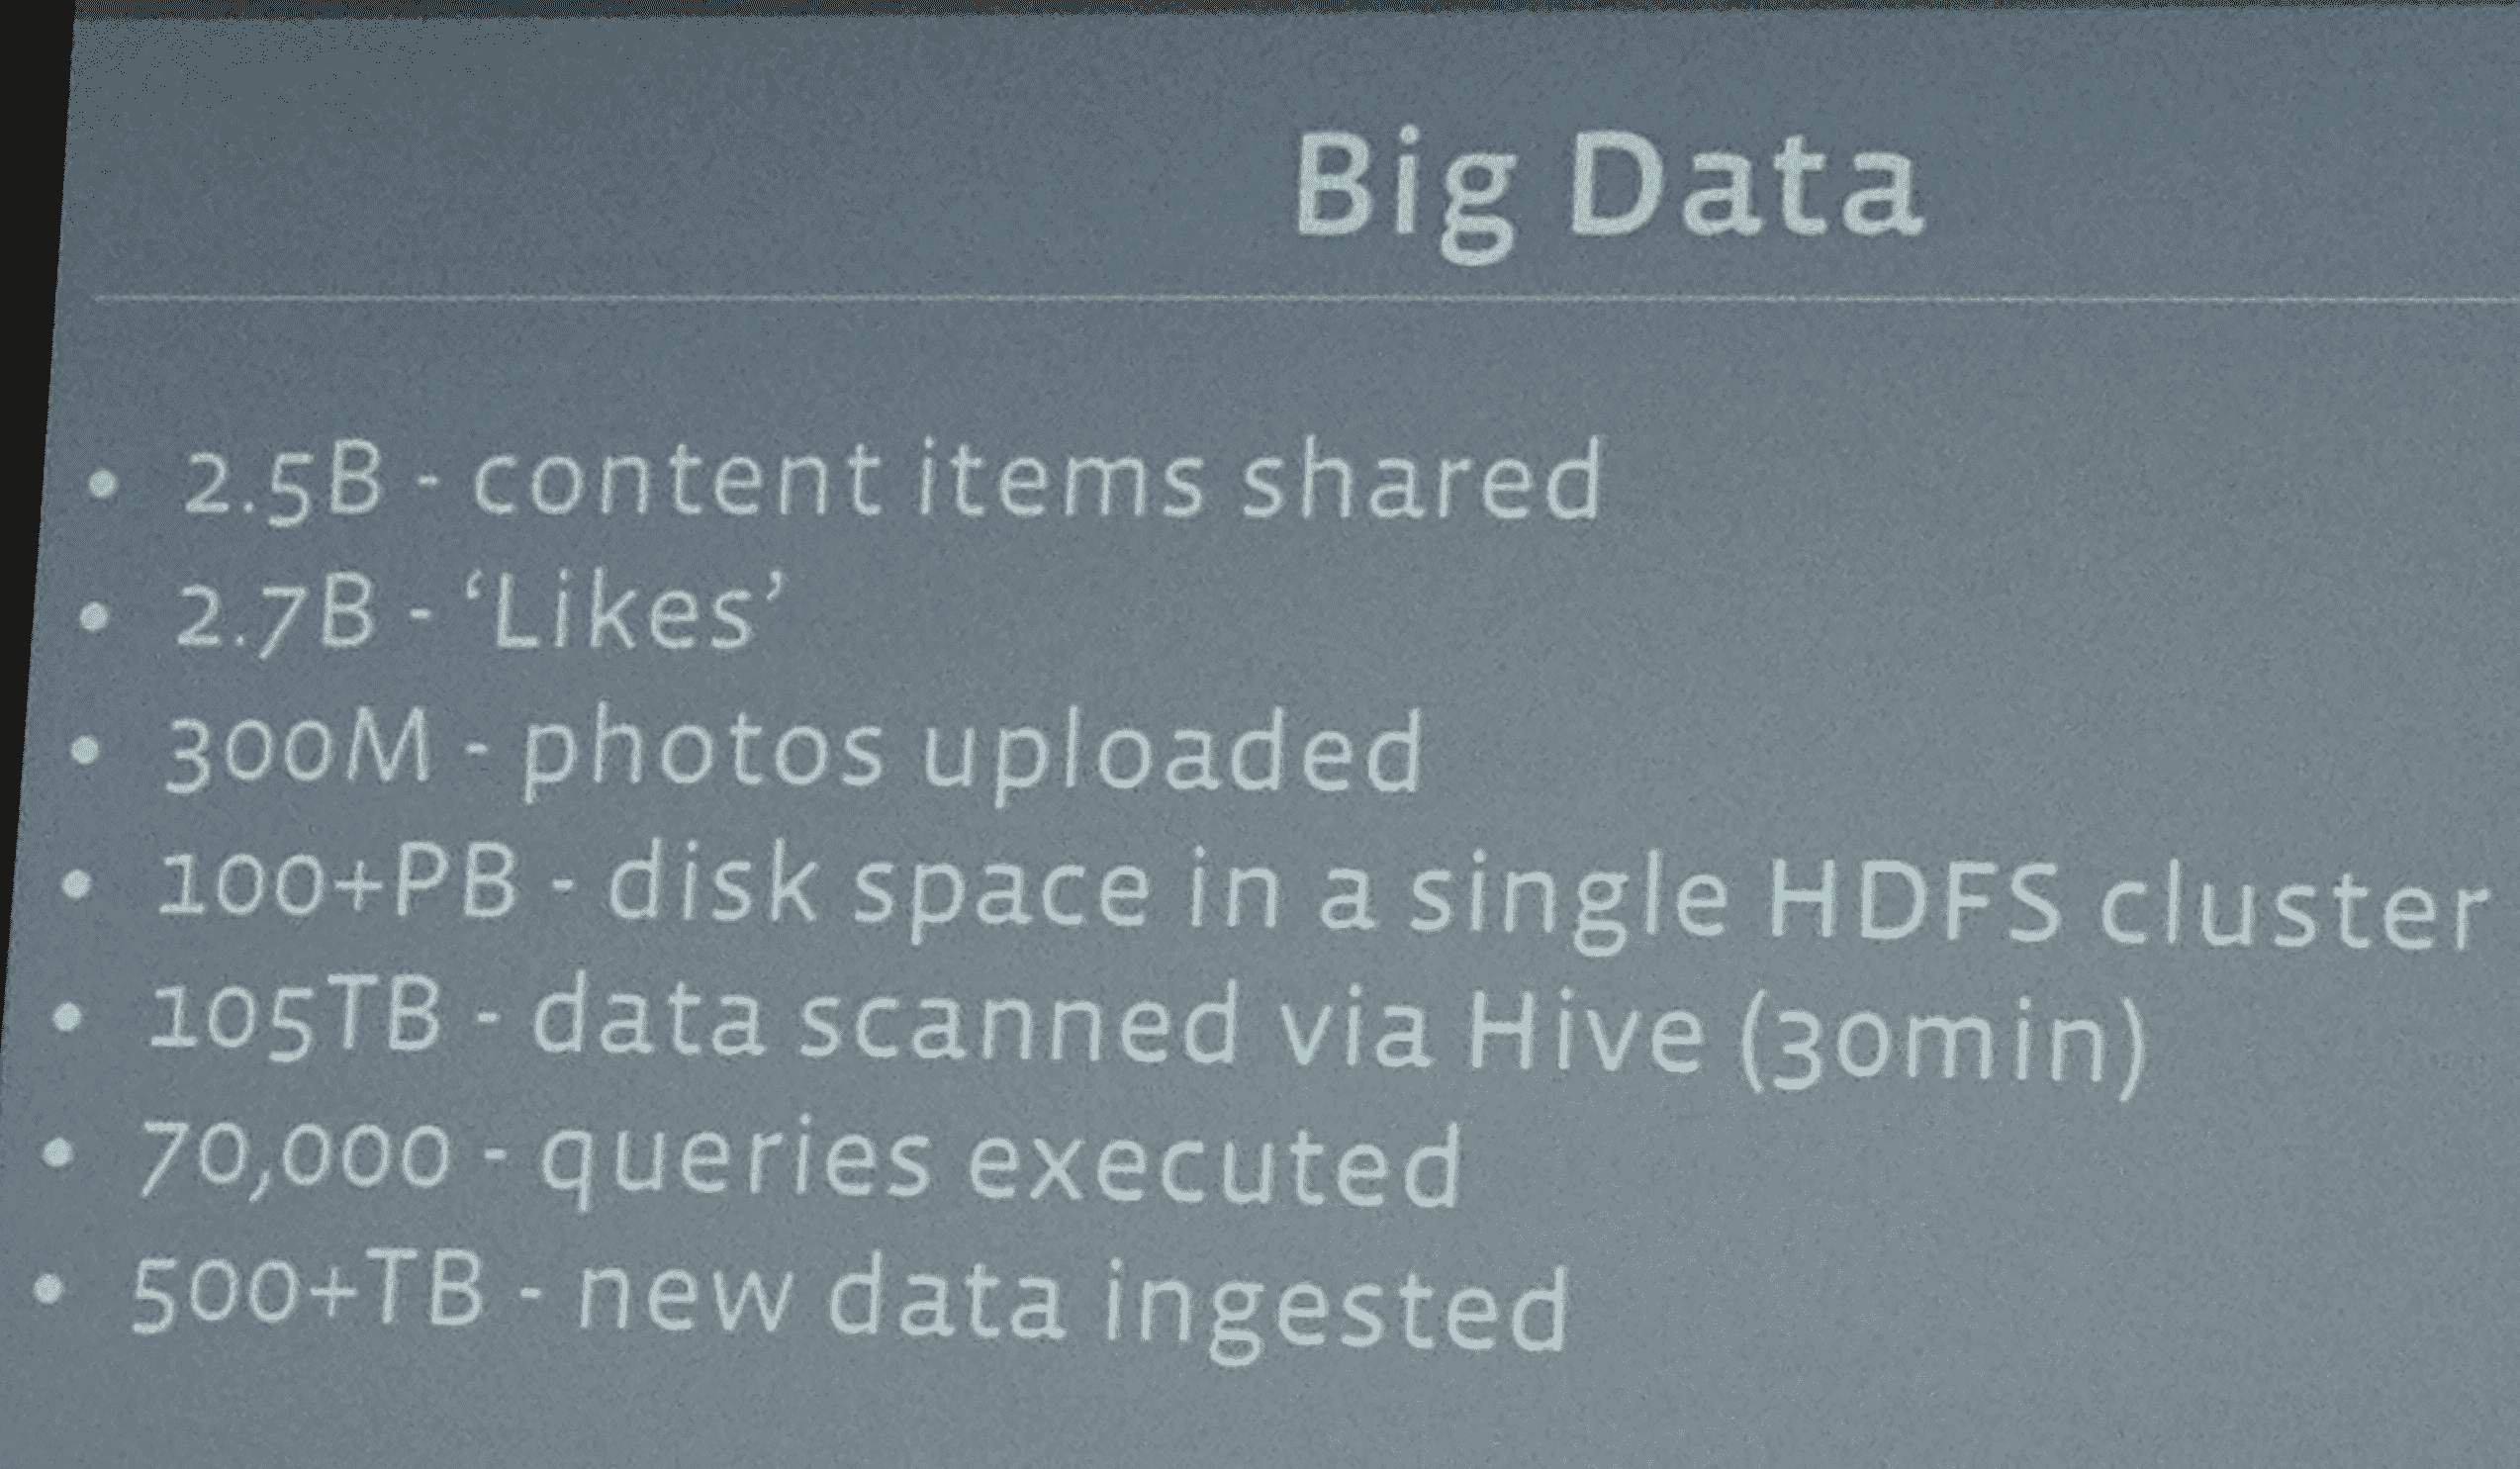 Big Data
• 2.5B - content items shared
• 2.7B - ‘Likes’
• 300M - photos uploaded
• 100+PB - disk space in a single HDFS cluster
• 105TB - data scanned via Hive (30min)
• 70,000 - queries executed
• 500+TB - new data ingested